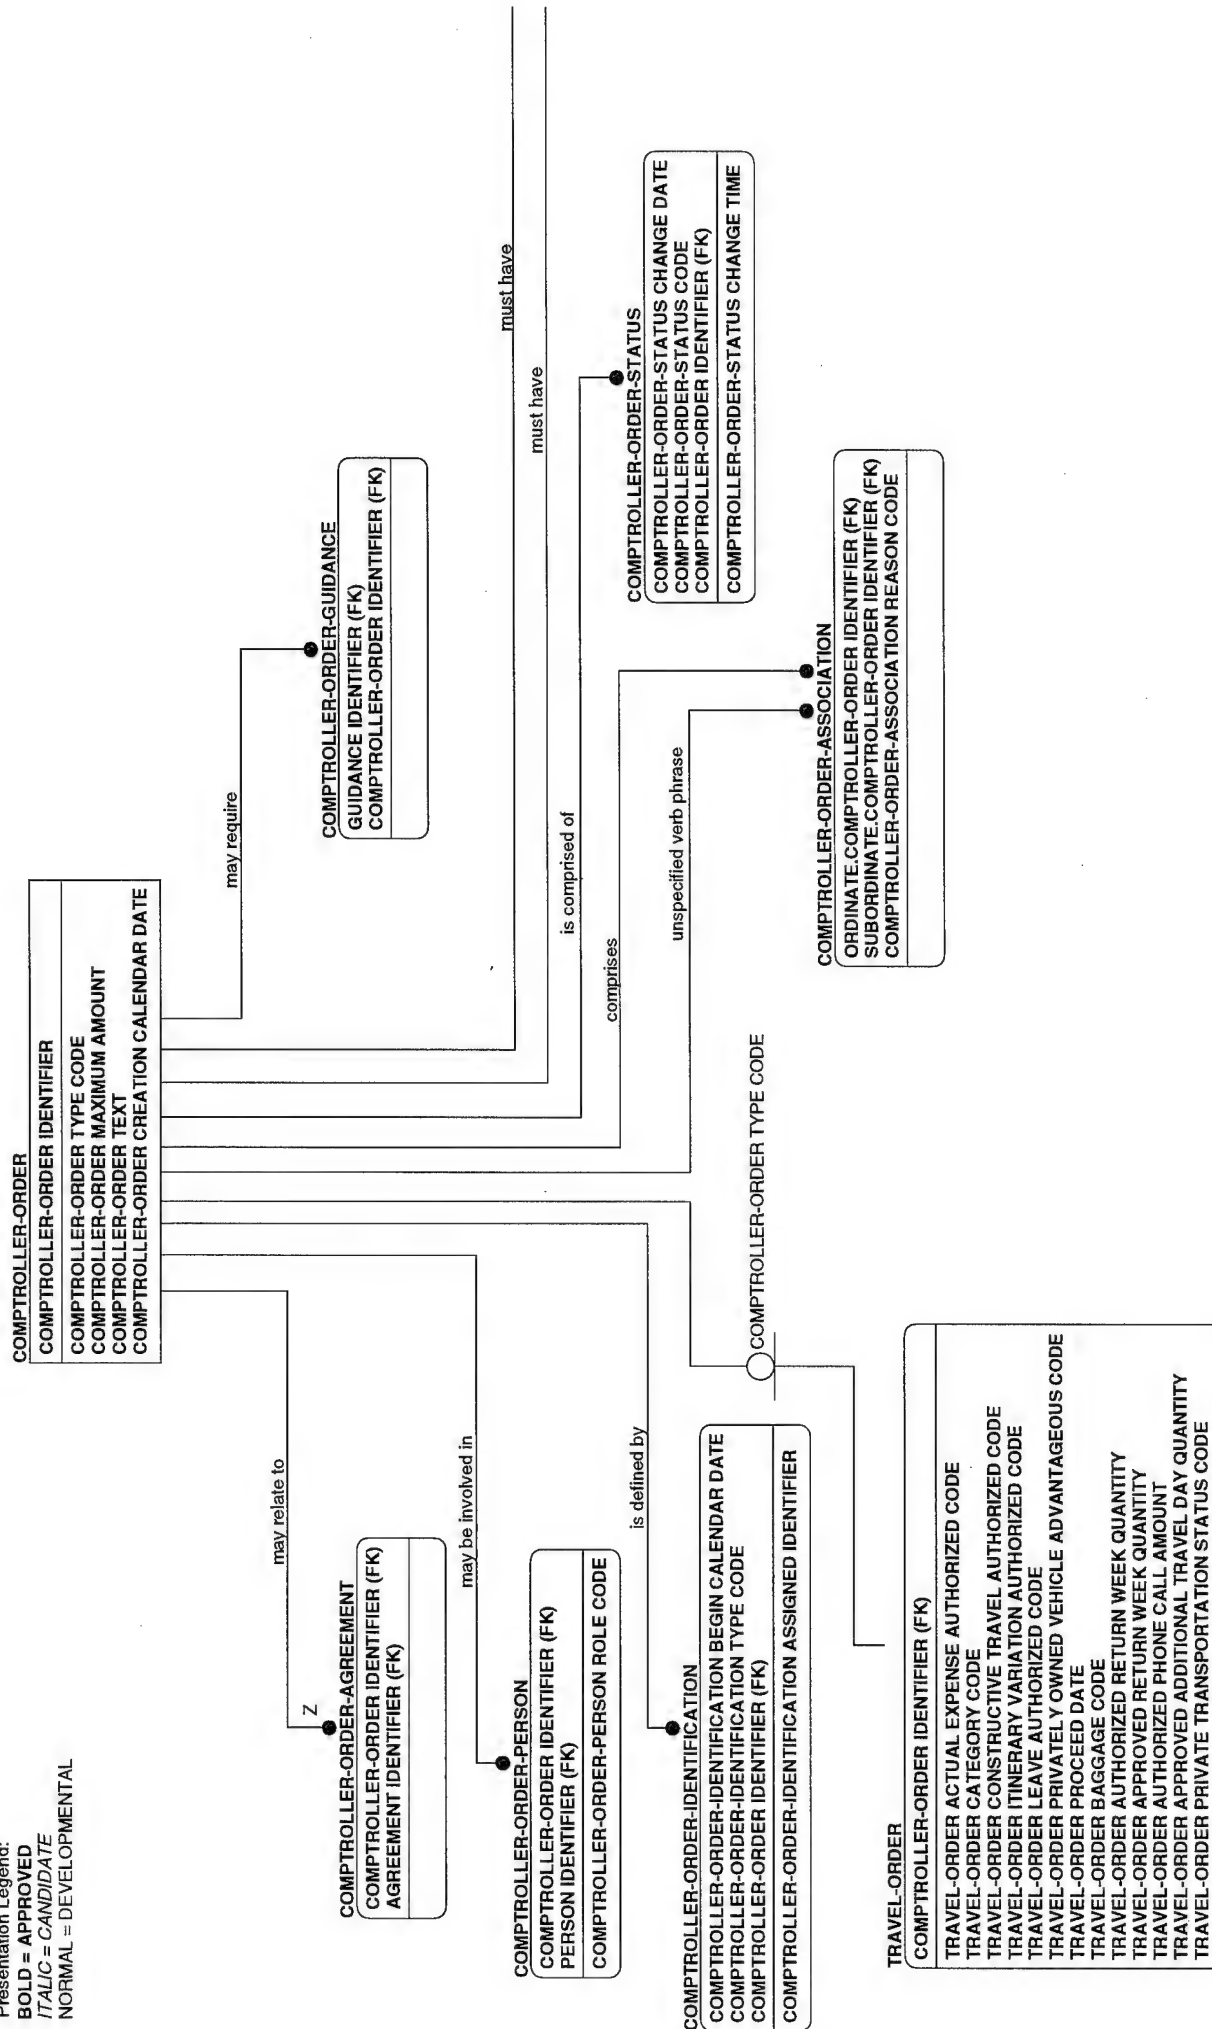 Presentation Legend:
BOLD = APPROVED
ITALIC = CANDIDATE
NORMAL = DEVELOPMENTAL
COMPTROLLER-ORDER
COMPTROLLER-ORDER IDENTIFIER
COMPTROLLER-ORDER TYPE CODE
COMPTROLLER-ORDER MAXIMUM AMOUNT
COMPTROLLER-ORDER TEXT
COMPTROLLER-ORDER CREATION CALENDAR DATE
may relate to
Z
COMPTROLLER-ORDER-AGREEMENT
COMPTROLLER-ORDER IDENTIFIER (FK)
AGREEMENT IDENTIFIER (FK)
may be involved in
COMPTROLLER-ORDER-PERSON
COMPTROLLER-ORDER IDENTIFIER (FK)
PERSON IDENTIFIER (FK)
COMPTROLLER-ORDER-PERSON ROLE CODE
is defined by
COMPTROLLER-ORDER-IDENTIFICATION
COMPTROLLER-ORDER-IDENTIFICATION BEGIN CALENDAR DATE
COMPTROLLER-ORDER-IDENTIFICATION TYPE CODE
COMPTROLLER-ORDER IDENTIFIER (FK)
COMPTROLLER-ORDER-IDENTIFICATION ASSIGNED IDENTIFIER
COMPTROLLER-ORDER TYPE CODE
TRAVEL-ORDER
COMPTROLLER-ORDER IDENTIFIER (FK)
TRAVEL-ORDER ACTUAL EXPENSE AUTHORIZED CODE
TRAVEL-ORDER CATEGORY CODE
TRAVEL-ORDER CONSTRUCTIVE TRAVEL AUTHORIZED CODE
TRAVEL-ORDER ITINERARY VARIATION AUTHORIZED CODE
TRAVEL-ORDER LEAVE AUTHORIZED CODE
TRAVEL-ORDER PRIVATELY OWNED VEHICLE ADVANTAGEOUS CODE
TRAVEL-ORDER PROCEED DATE
TRAVEL-ORDER BAGGAGE CODE
TRAVEL-ORDER AUTHORIZED RETURN WEEK QUANTITY
TRAVEL-ORDER APPROVED RETURN WEEK QUANTITY
TRAVEL-ORDER AUTHORIZED PHONE CALL AMOUNT
TRAVEL-ORDER APPROVED ADDITIONAL TRAVEL DAY QUANTITY
TRAVEL-ORDER PRIVATE TRANSPORTATION STATUS CODE
may require
COMPTROLLER-ORDER-GUIDANCE
GUIDANCE IDENTIFIER (FK)
COMPTROLLER-ORDER IDENTIFIER (FK)
must have
must have
is comprised of
COMPTROLLER-ORDER-STATUS
COMPTROLLER-ORDER-STATUS CHANGE DATE
COMPTROLLER-ORDER-STATUS CODE
COMPTROLLER-ORDER IDENTIFIER (FK)
COMPTROLLER-ORDER-STATUS CHANGE TIME
comprises
unspecified verb phrase
COMPTROLLER-ORDER-ASSOCIATION
ORDINATE.COMPTROLLER-ORDER IDENTIFIER (FK)
SUBORDINATE.COMPTROLLER-ORDER IDENTIFIER (FK)
COMPTROLLER-ORDER-ASSOCIATION REASON CODE